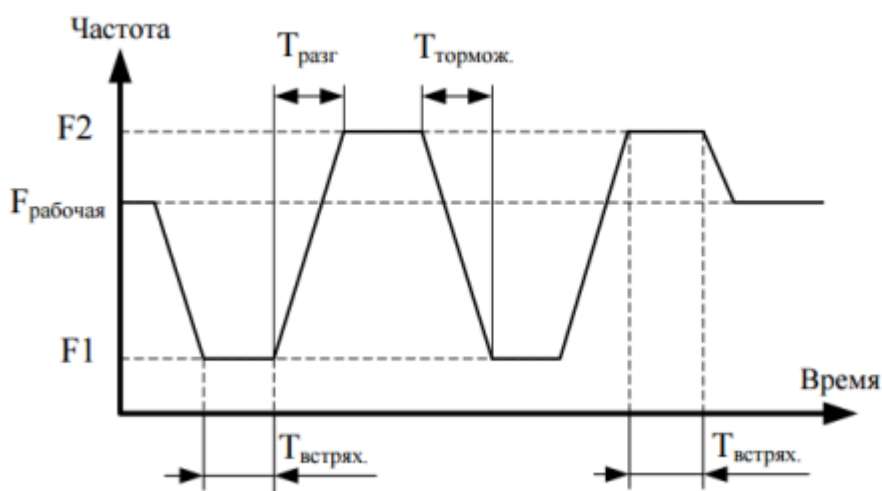 Частота
Tразг
Tтормож.
F2
Fрабочая
F1
Время
Tвстрях.
Tвстрях.